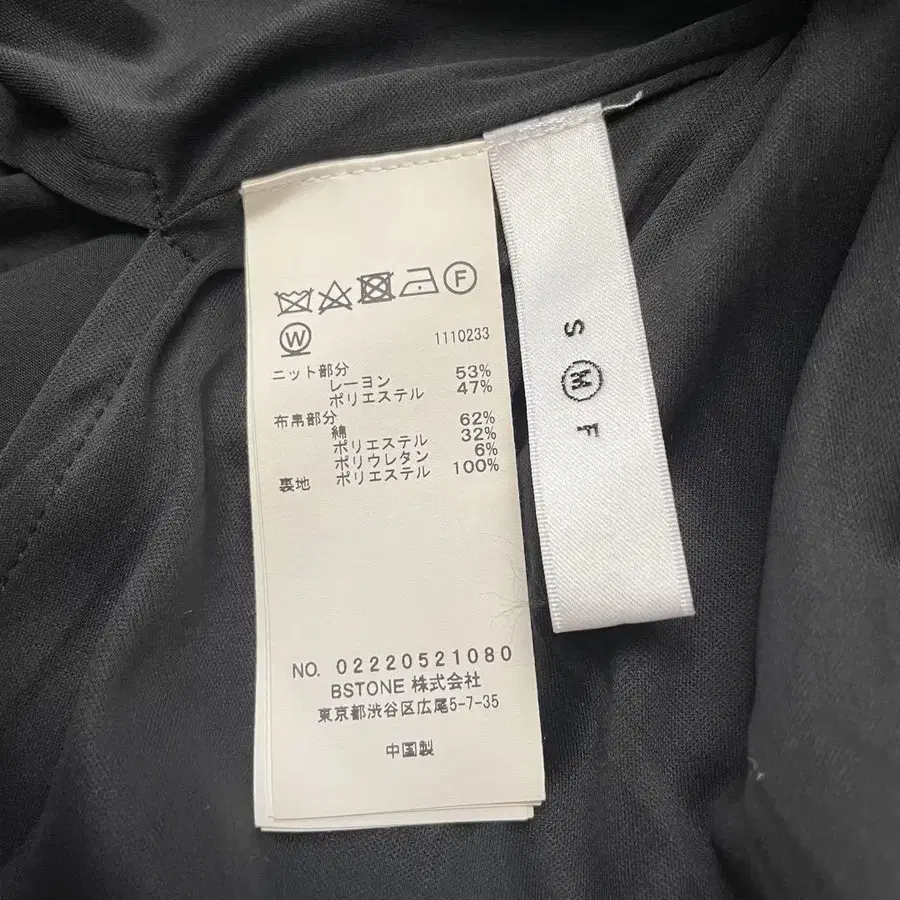 F
W
1110233
ニット部分
レーヨン 53%
ポリエステル 47%
布帛部分
綿 62%
ポリエステル 32%
ポリウレタン 6%
裏地 ポリエステル 100%
NO. 02220521080
BSTONE 株式会社
東京都渋谷区広尾5-7-35
中国製
S M F